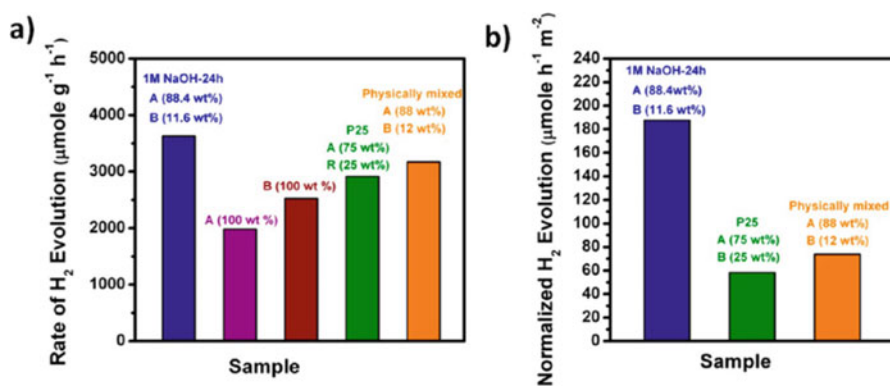 a)
Rate of H2 Evolution (μmole g-1 h-1)
5000
4000
3000
2000
1000
0
1M NaOH-24h
A (88.4 wt%)
B (11.6 wt%)
A (100 wt %)
B (100 wt %)
P25
A (75 wt%)
R (25 wt%)
Physically mixed
A (88 wt%)
B (12 wt%)
Sample
b)
Normalized H2 Evolution (μmole h-1 m-2)
240
220
200
180
160
140
120
100
80
60
40
20
0
1M NaOH-24h
A (88.4wt%)
B (11.6 wt%)
P25
A (75 wt%)
B (25 wt%)
Physically mixed
A (88 wt%)
B (12 wt%)
Sample